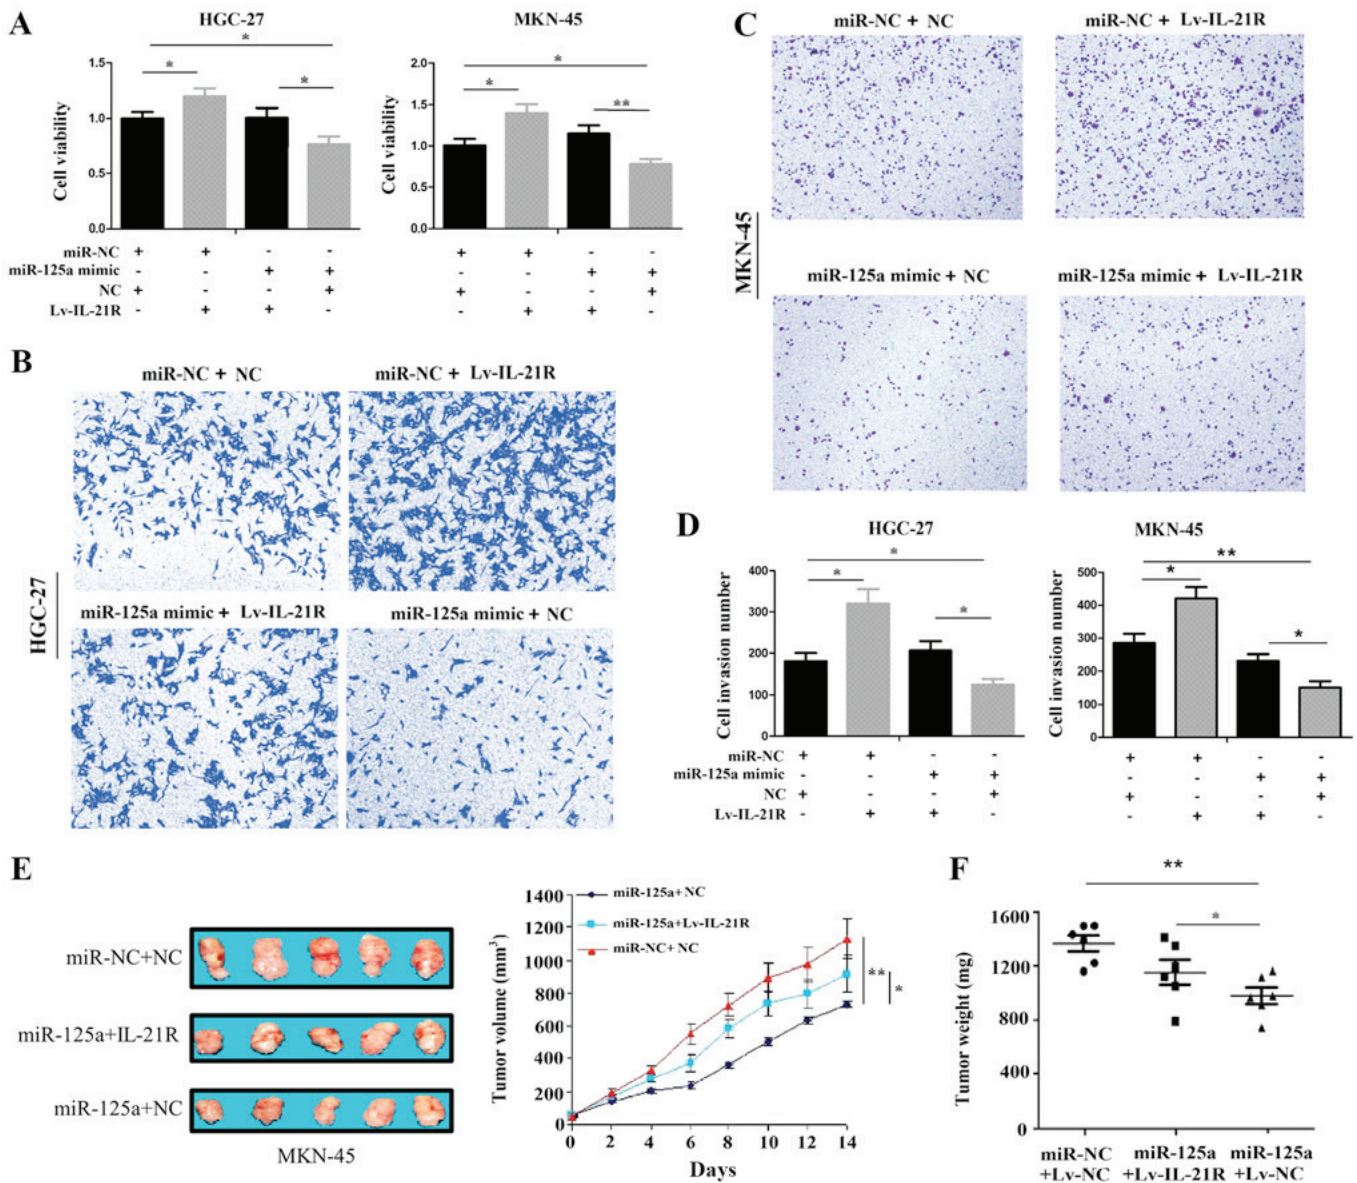 A
HGC-27
*
*
*
Cell viability
1.5
1.0
0.5
0.0
MKN-45
*
*
**
Cell viability
2.0
1.5
1.0
0.5
0.0
miR-NC + + - - + + - -
miR-125a mimic - - + + - - + +
NC + - - + + - - +
Lv-IL-21R - + + - - + + -
B
miR-NC + NC
miR-NC + Lv-IL-21R
HGC-27
miR-125a mimic + Lv-IL-21R
miR-125a mimic + NC
C
miR-NC + NC
miR-NC + Lv-IL-21R
MKN-45
miR-125a mimic + NC
miR-125a mimic + Lv-IL-21R
D
HGC-27
*
*
*
Cell invasion number
400
300
200
100
0
MKN-45
**
*
*
Cell invasion number
500
400
300
200
100
0
miR-NC + + - - + + - -
miR-125a mimic - - + + - - + +
NC + - - + + - - +
Lv-IL-21R - + + - - + + -
E
miR-NC+NC
miR-125a+IL-21R
miR-125a+NC
MKN-45
Tumor volume (mm³)
1400
1200
1000
800
600
400
200
0
miR-125a+NC
miR-125a+Lv-IL-21R
miR-NC+ NC
**
*
0 2 4 6 8 10 12 14
Days
F
**
*
Tumor weight (mg)
1600
1200
800
400
0
miR-NC
+Lv-NC
miR-125a
+Lv-IL-21R
miR-125a
+Lv-NC